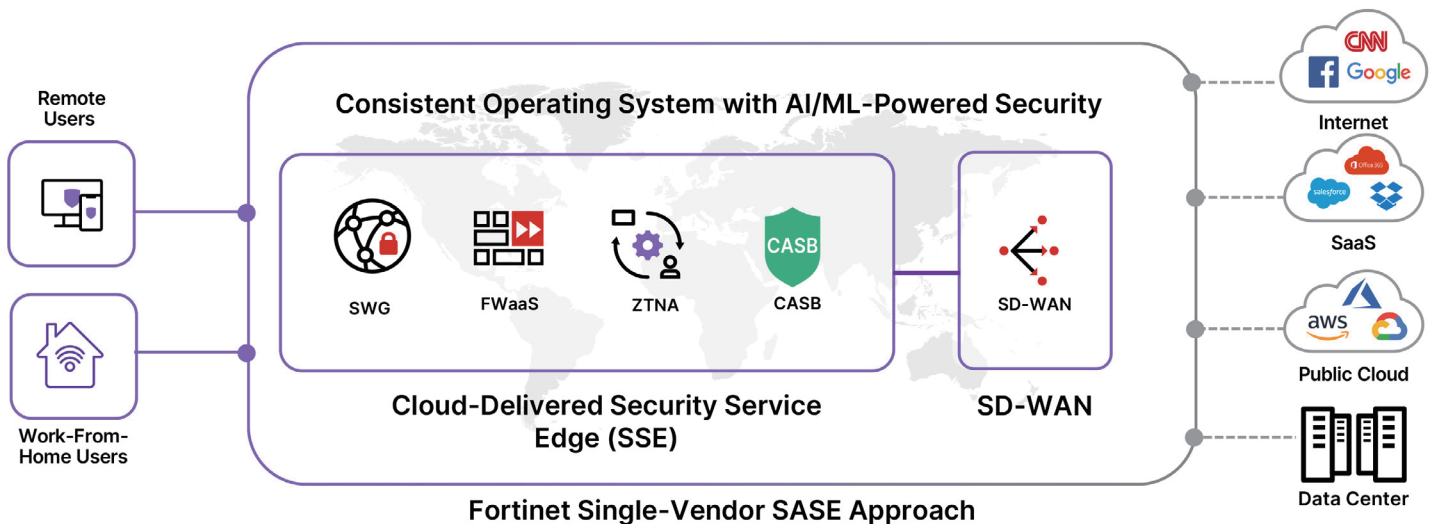 Remote
Users
Work-From-
Home Users
Consistent Operating System with AI/ML-Powered Security
SWG
FWaaS
ZTNA
CASB
CASB
SD-WAN
Cloud-Delivered Security Service
Edge (SSE)
SD-WAN
Fortinet Single-Vendor SASE Approach
CNN
Google
Internet
Office 365
salesforce
SaaS
aws
Public Cloud
Data Center